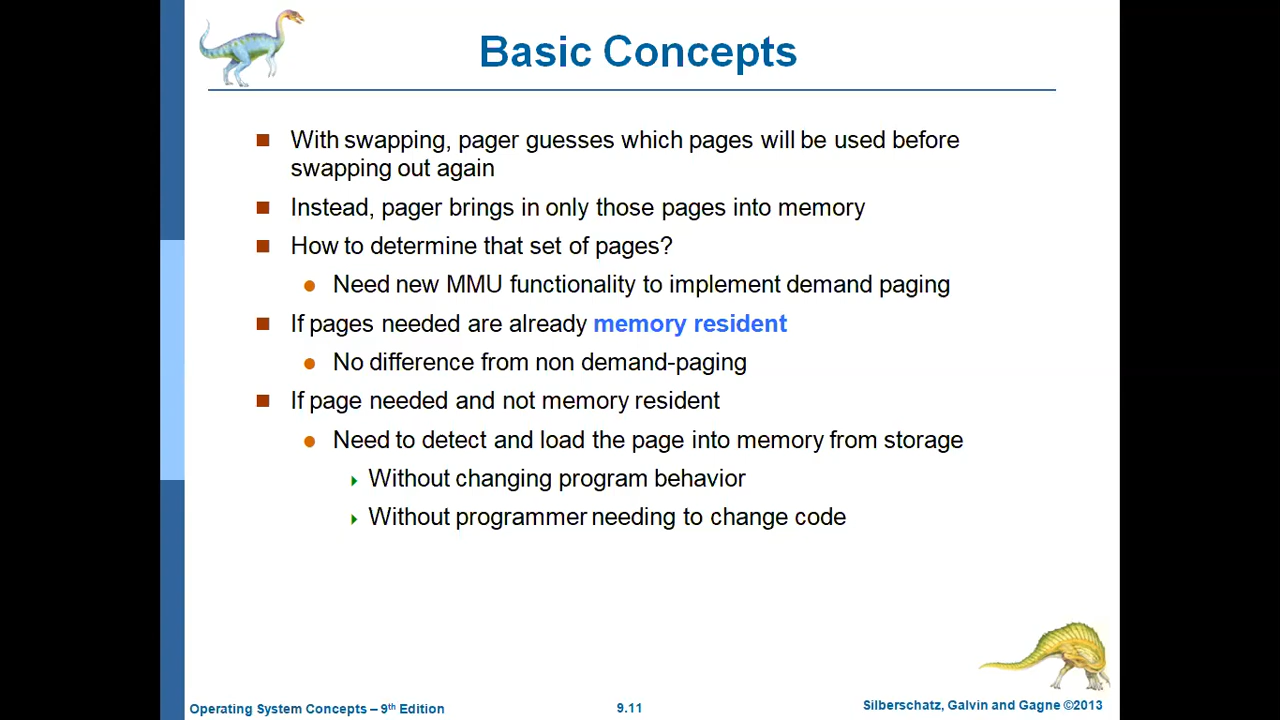 Basic Concepts
With swapping, pager guesses which pages will be used before
swapping out again
Instead, pager brings in only those pages into memory
How to determine that set of pages?
Need new MMU functionality to implement demand paging
If pages needed are already memory resident
No difference from non demand-paging
If page needed and not memory resident
Need to detect and load the page into memory from storage
Without changing program behavior
Without programmer needing to change code
Operating System Concepts – 9th Edition
9.11
Silberschatz, Galvin and Gagne ©2013